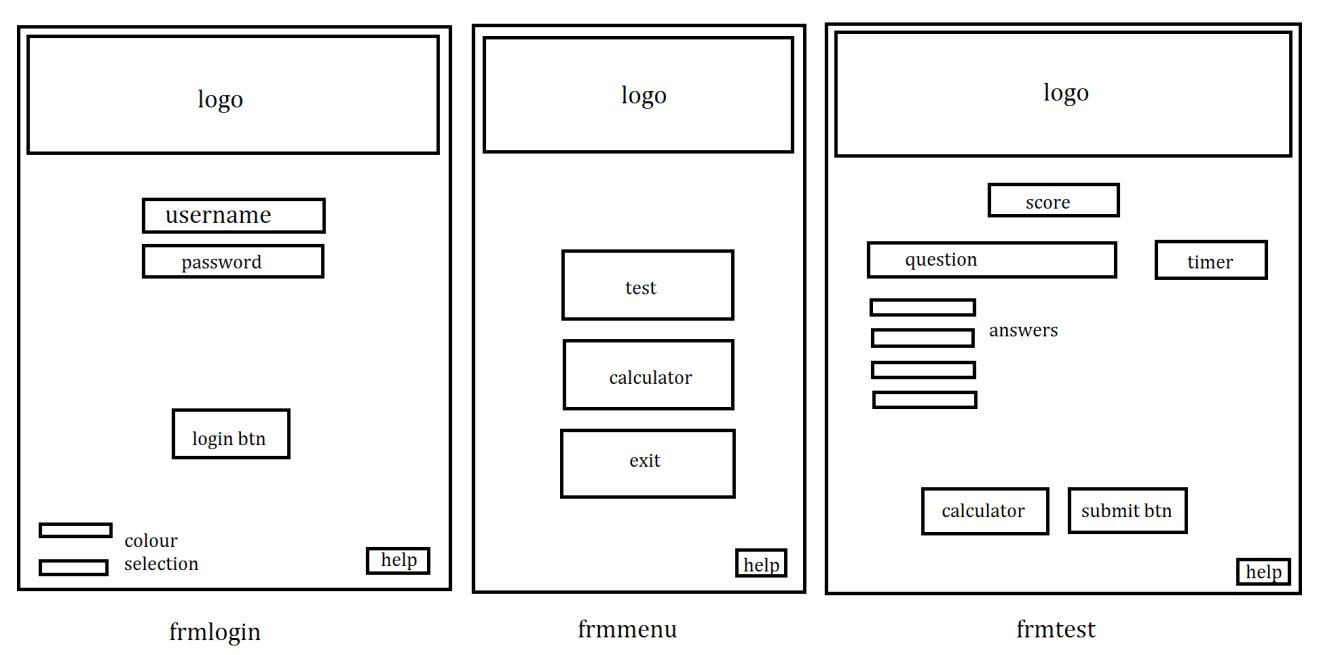 logo
username
password
login btn
colour
selection
help
frmlogin
logo
test
calculator
exit
help
frmmenu
logo
score
question
timer
answers
calculator
submit btn
help
frmtest